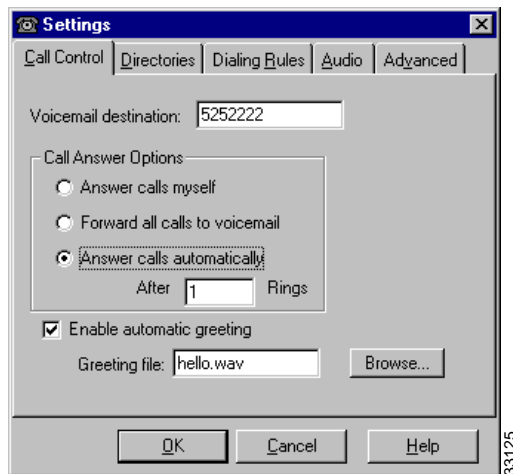 Settings
Call Control Directories Dialing Rules Audio Advanced
Voicemail destination: 5252222
Call Answer Options
Answer calls myself
Forward all calls to voicemail
Answer calls automatically
After 1 Rings
Enable automatic greeting
Greeting file: hello.wav Browse...
OK Cancel Help
33125